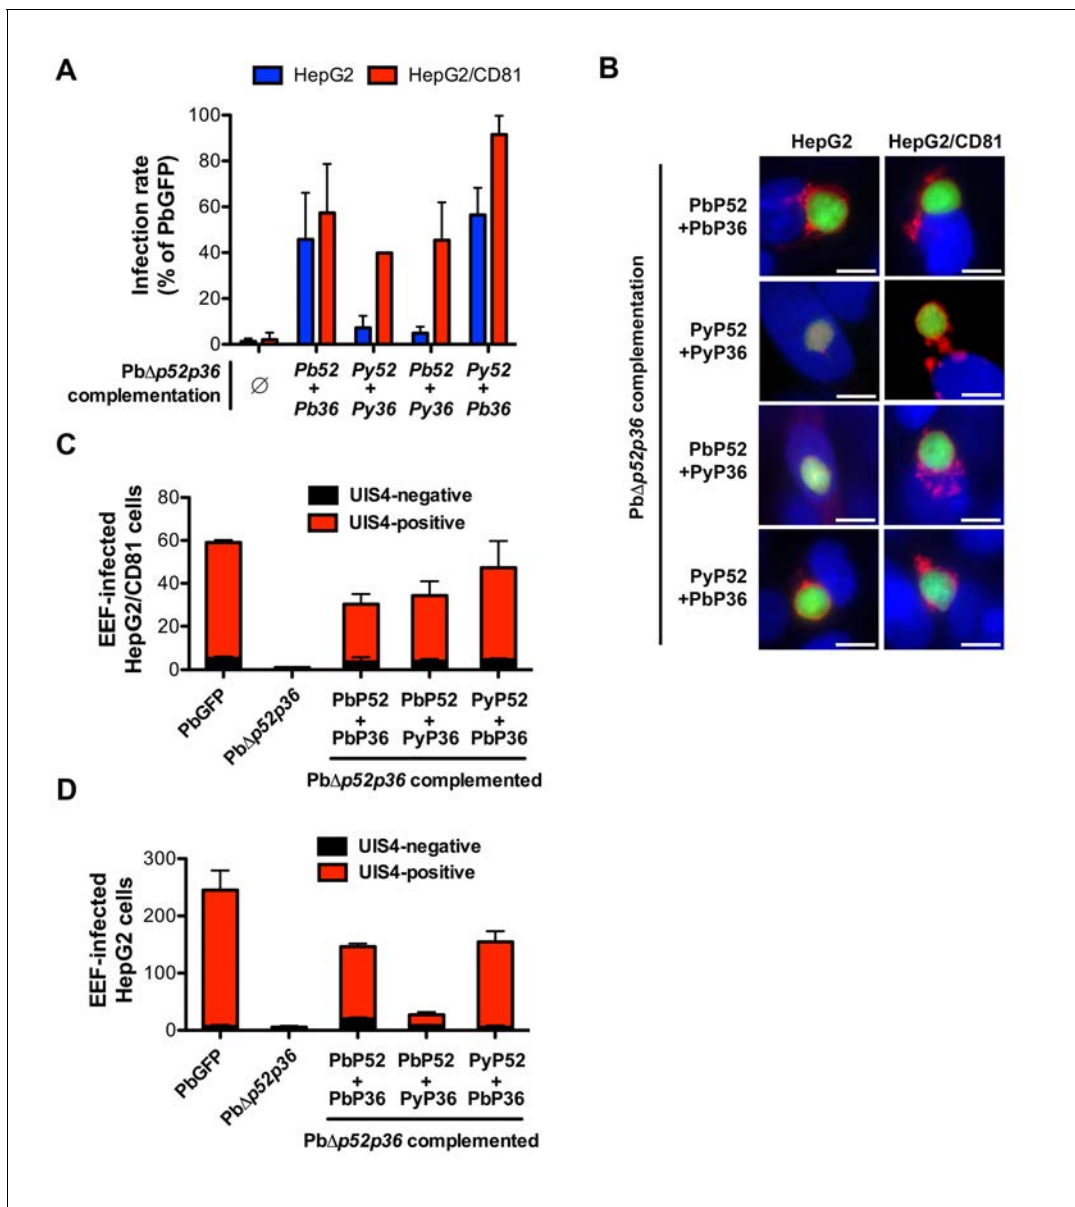 A
HepG2 HepG2/CD81
Infection rate
(% of PbGFP)
100
80
60
40
20
0
PbΔp52p36
complementation
∅
Pb52
+
Pb36
Py52
+
Py36
Pb52
+
Py36
Py52
+
Pb36
B
HepG2 HepG2/CD81
PbΔp52p36 complementation
PbP52
+PbP36
PyP52
+PyP36
PbP52
+PyP36
PyP52
+PbP36
C
UIS4-negative
UIS4-positive
EEF-infected
HepG2/CD81 cells
80
60
40
20
0
PbGFP
PbΔp52p36
PbP52
+
PbP36
PbP52
+
PyP36
PyP52
+
PbP36
PbΔp52p36 complemented
D
UIS4-negative
UIS4-positive
EEF-infected
HepG2 cells
300
200
100
0
PbGFP
PbΔp52p36
PbP52
+
PbP36
PbP52
+
PyP36
PyP52
+
PbP36
PbΔp52p36 complemented